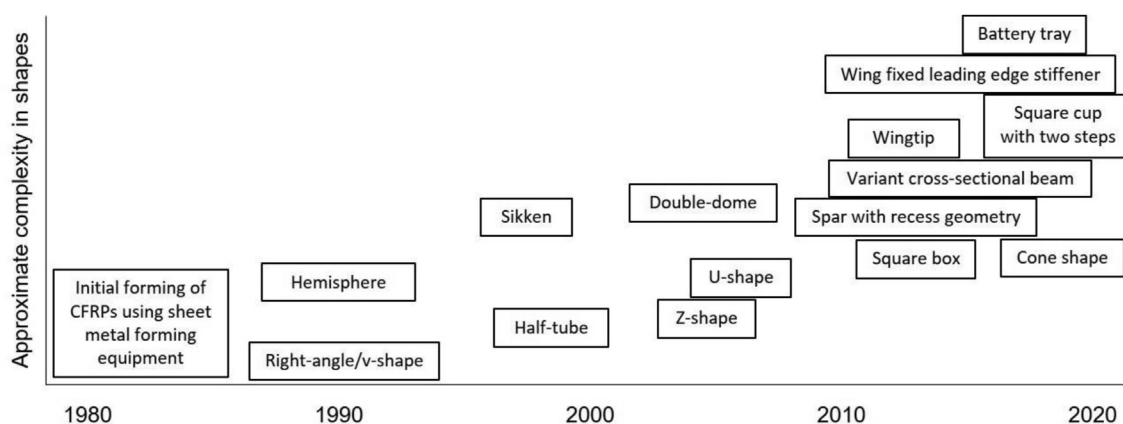 Approximate complexity in shapes
Battery tray
Wing fixed leading edge stiffener
Square cup
with two steps
Wingtip
Variant cross-sectional beam
Double-dome
Sikken
Spar with recess geometry
Square box
Cone shape
Hemisphere
U-shape
Initial forming of
CFRPs using sheet
metal forming
equipment
Z-shape
Half-tube
Right-angle/v-shape
1980
1990
2000
2010
2020